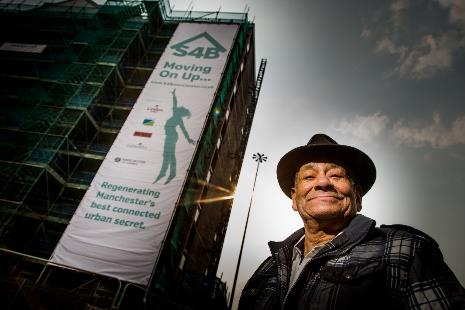 S4B
Moving
On Up...
Regenerating
Manchester's
best connected
urban secret.